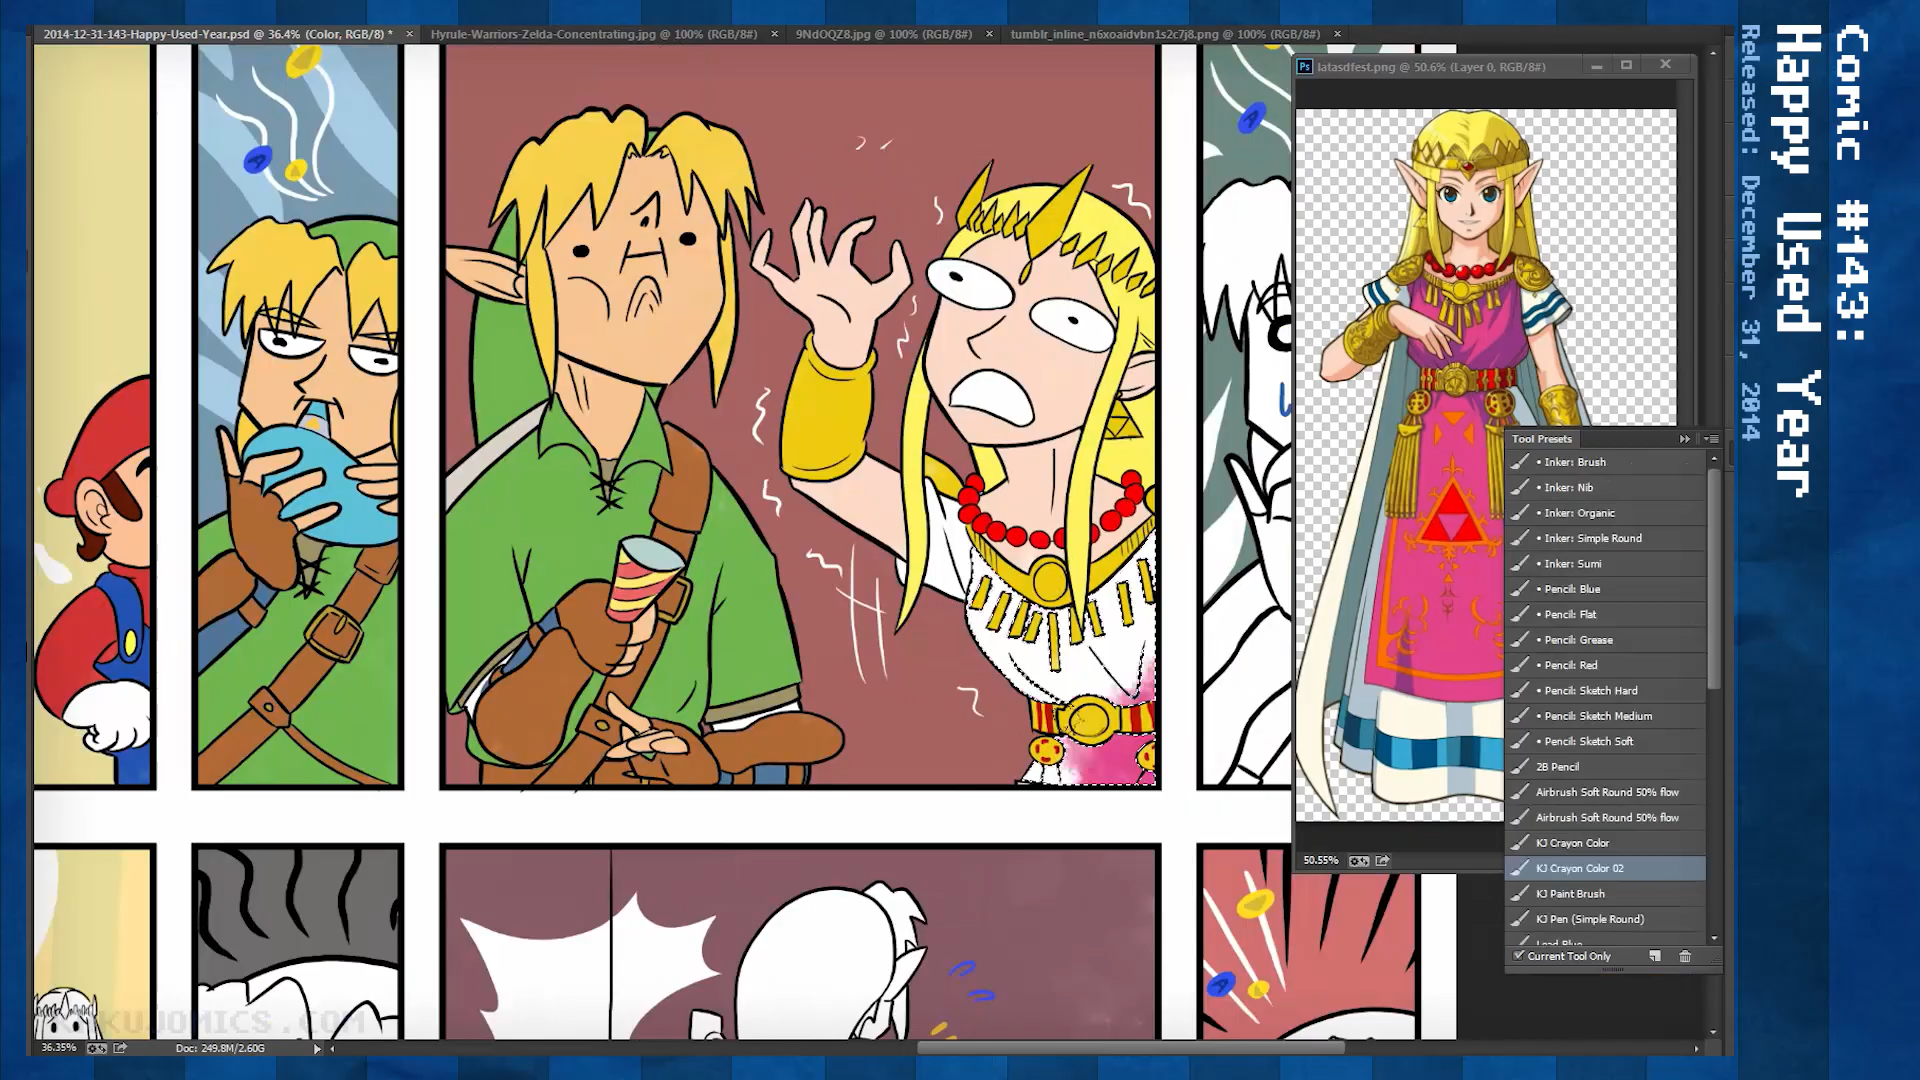 2014-12-31-143-Happy-Used-Year.psd @ 36.4% (Color, RGB/8) *
Hyrule-Warriors-Zelda-Concentrating.jpg @ 100% (RGB/8#)
9NdOQZ8.jpg @ 100% (RGB/8#)
tumblr_inline_n6xoaidvbn1s2c7j8.png @ 100% (RGB/8#)
Ps latasdfest.png @ 50.6% (Layer 0, RGB/8#)
Comic #143:
Happy Used Year
Released: December 31, 2014
A
A
Tool Presets
• Inker: Brush
• Inker: Nib
• Inker: Organic
• Inker: Simple Round
• Inker: Sumi
• Pencil: Blue
• Pencil: Flat
• Pencil: Grease
• Pencil: Red
• Pencil: Sketch Hard
• Pencil: Sketch Medium
• Pencil: Sketch Soft
2B Pencil
Airbrush Soft Round 50% flow
Airbrush Soft Round 50% flow
KJ Crayon Color
KJ Crayon Color 02
KJ Paint Brush
KJ Pen (Simple Round)
Lead Blue
Current Tool Only
50.55%
A
KUJOMICS.COM
36.35%
Doc: 249.8M/2.60G